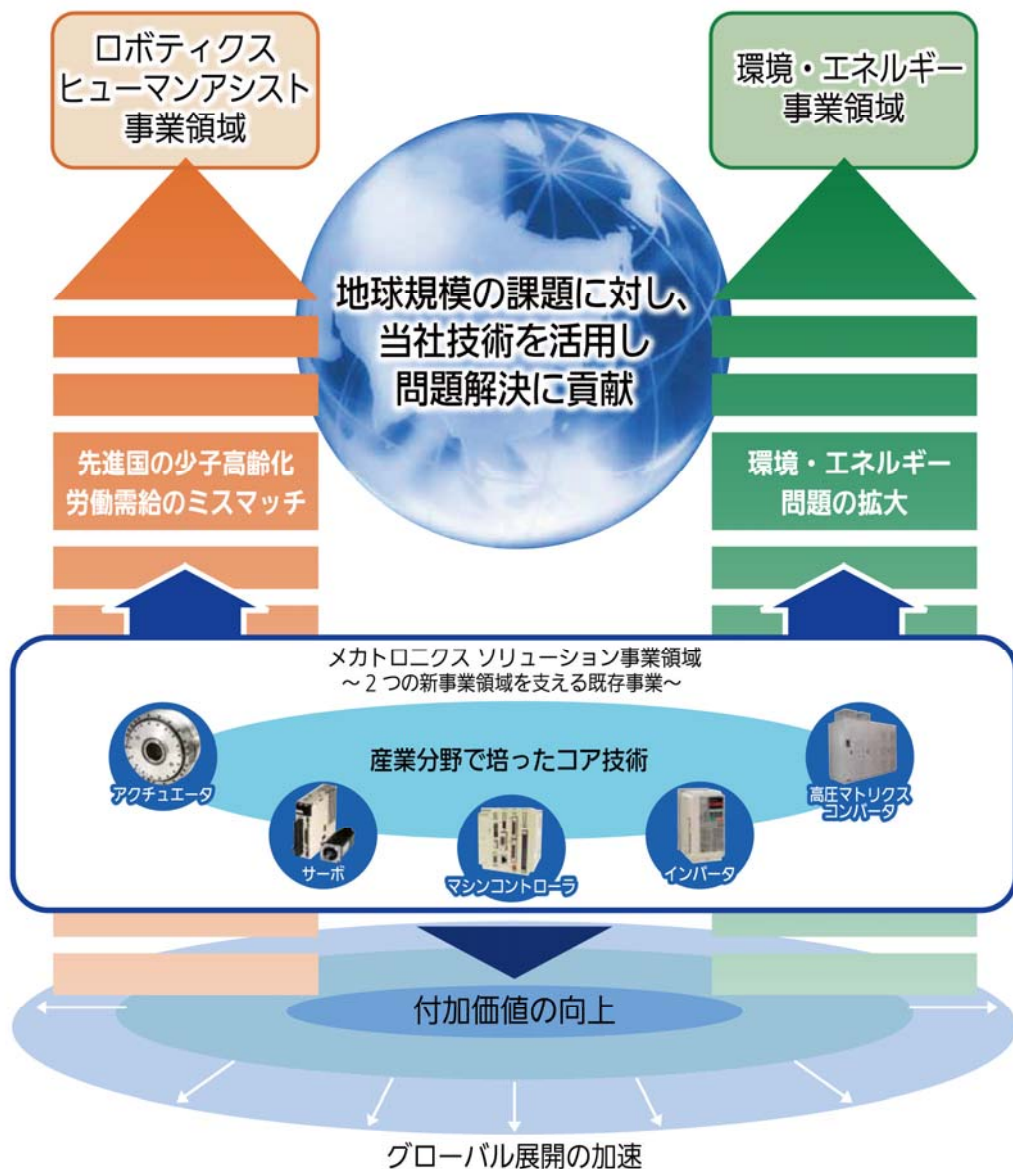 ロボティクス
ヒューマンアシスト
事業領域
環境・エネルギー
事業領域
地球規模の課題に対し、
当社技術を活用し
問題解決に貢献
先進国の少子高齢化
労働需給のミスマッチ
環境・エネルギー
問題の拡大
メカトロニクス ソリューション事業領域
～2つの新事業領域を支える既存事業～
産業分野で培ったコア技術
アクチュエータ
サーボ
マシンコントローラ
インバータ
高圧マトリクス
コンバータ
付加価値の向上
グローバル展開の加速